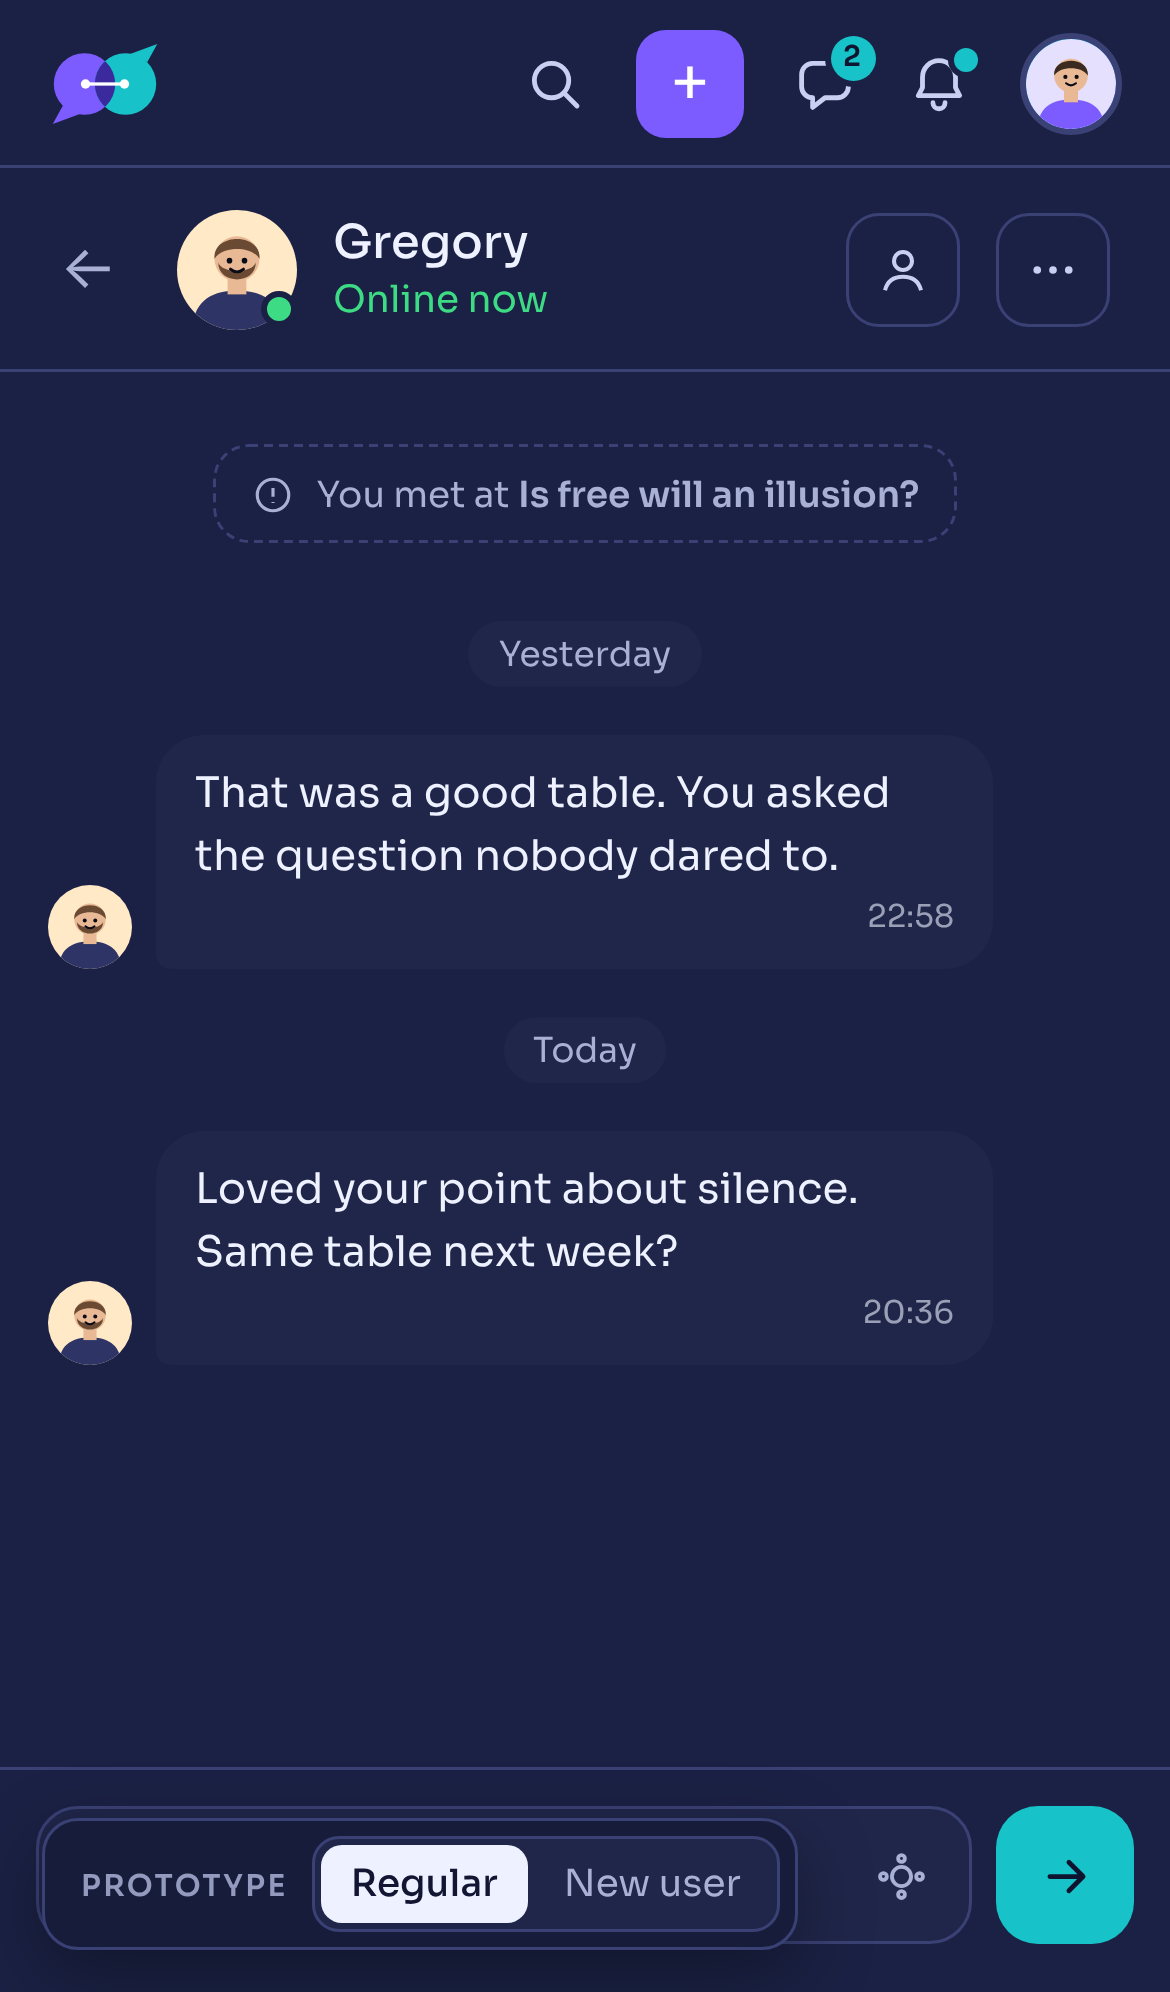 2
Gregory
Online now
You met at Is free will an illusion?
Yesterday
That was a good table. You asked
the question nobody dared to.
22:58
Today
Loved your point about silence.
Same table next week?
20:36
PROTOTYPE Regular New user